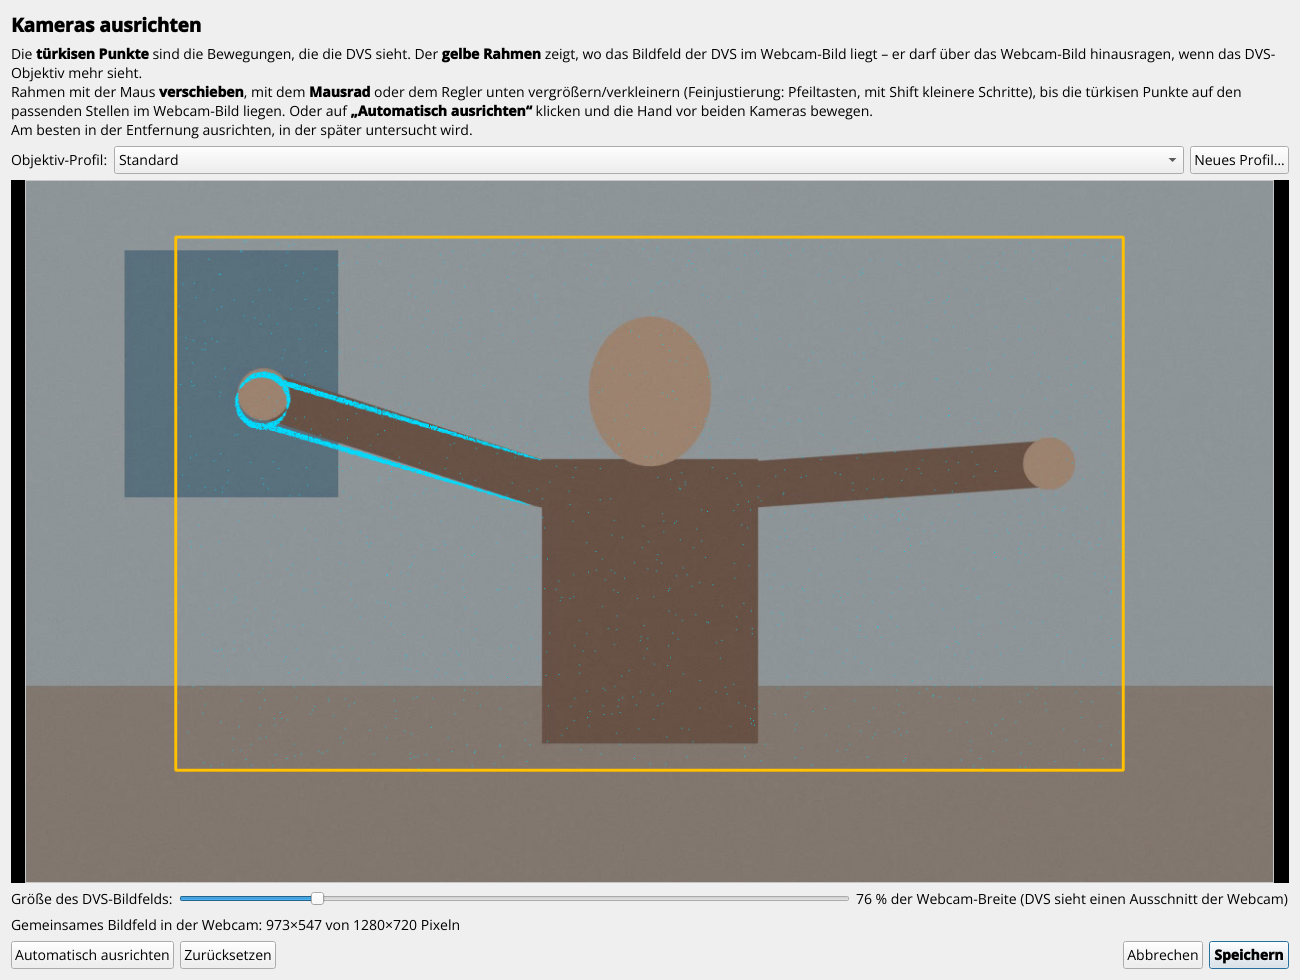 Kameras ausrichten
Die türkisen Punkte sind die Bewegungen, die die DVS sieht. Der gelbe Rahmen zeigt, wo das Bildfeld der DVS im Webcam-Bild liegt – er darf über das Webcam-Bild hinausragen, wenn das DVS-
Objektiv mehr sieht.
Rahmen mit der Maus verschieben, mit dem Mausrad oder dem Regler unten vergrößern/verkleinern (Feinjustierung: Pfeiltasten, mit Shift kleinere Schritte), bis die türkisen Punkte auf den
passenden Stellen im Webcam-Bild liegen. Oder auf „Automatisch ausrichten“ klicken und die Hand vor beiden Kameras bewegen.
Am besten in der Entfernung ausrichten, in der später untersucht wird.
Objektiv-Profil: Standard Neues Profil...
Größe des DVS-Bildfelds: 76 % der Webcam-Breite (DVS sieht einen Ausschnitt der Webcam)
Gemeinsames Bildfeld in der Webcam: 973×547 von 1280×720 Pixeln
Automatisch ausrichten Zurücksetzen Abbrechen Speichern